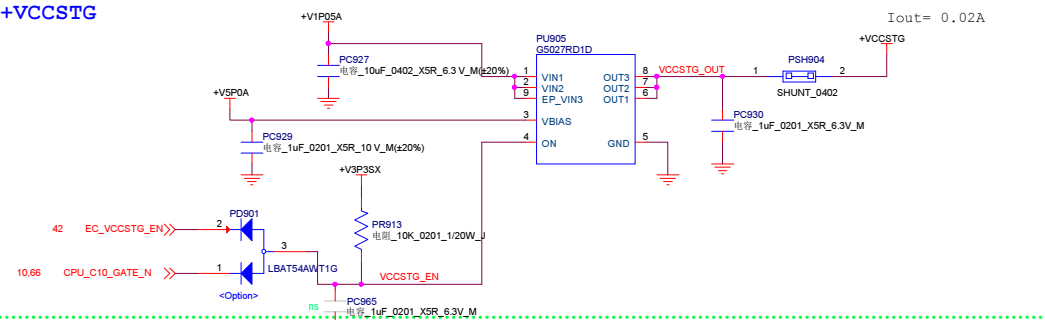 +VCCSTG
Iout= 0.02A
+V1P05A
+VCCSTG
PU905
G5027RD1D
PC927
电容_10uF_0402_X5R_6.3 V_M(±20%)
1
2
9
VIN1
VIN2
EP_VIN3
OUT3
OUT2
OUT1
8
7
6
VCCSTG_OUT
1
PSH904
2
SHUNT_0402
+V5P0A
3
VBIAS
4
ON
GND
5
PC930
电容_1uF_0201_X5R_6.3V_M
PC929
电容_1uF_0201_X5R_10 V_M(±20%)
+V3P3SX
PR913
电阻_10K_0201_1/20W_J
42
EC_VCCSTG_EN
2
PD901
3
10,66
CPU_C10_GATE_N
1
LBAT54AWT1G
<Option>
VCCSTG_EN
ns
PC965
电容_1uF_0201_X5R_6.3V_M